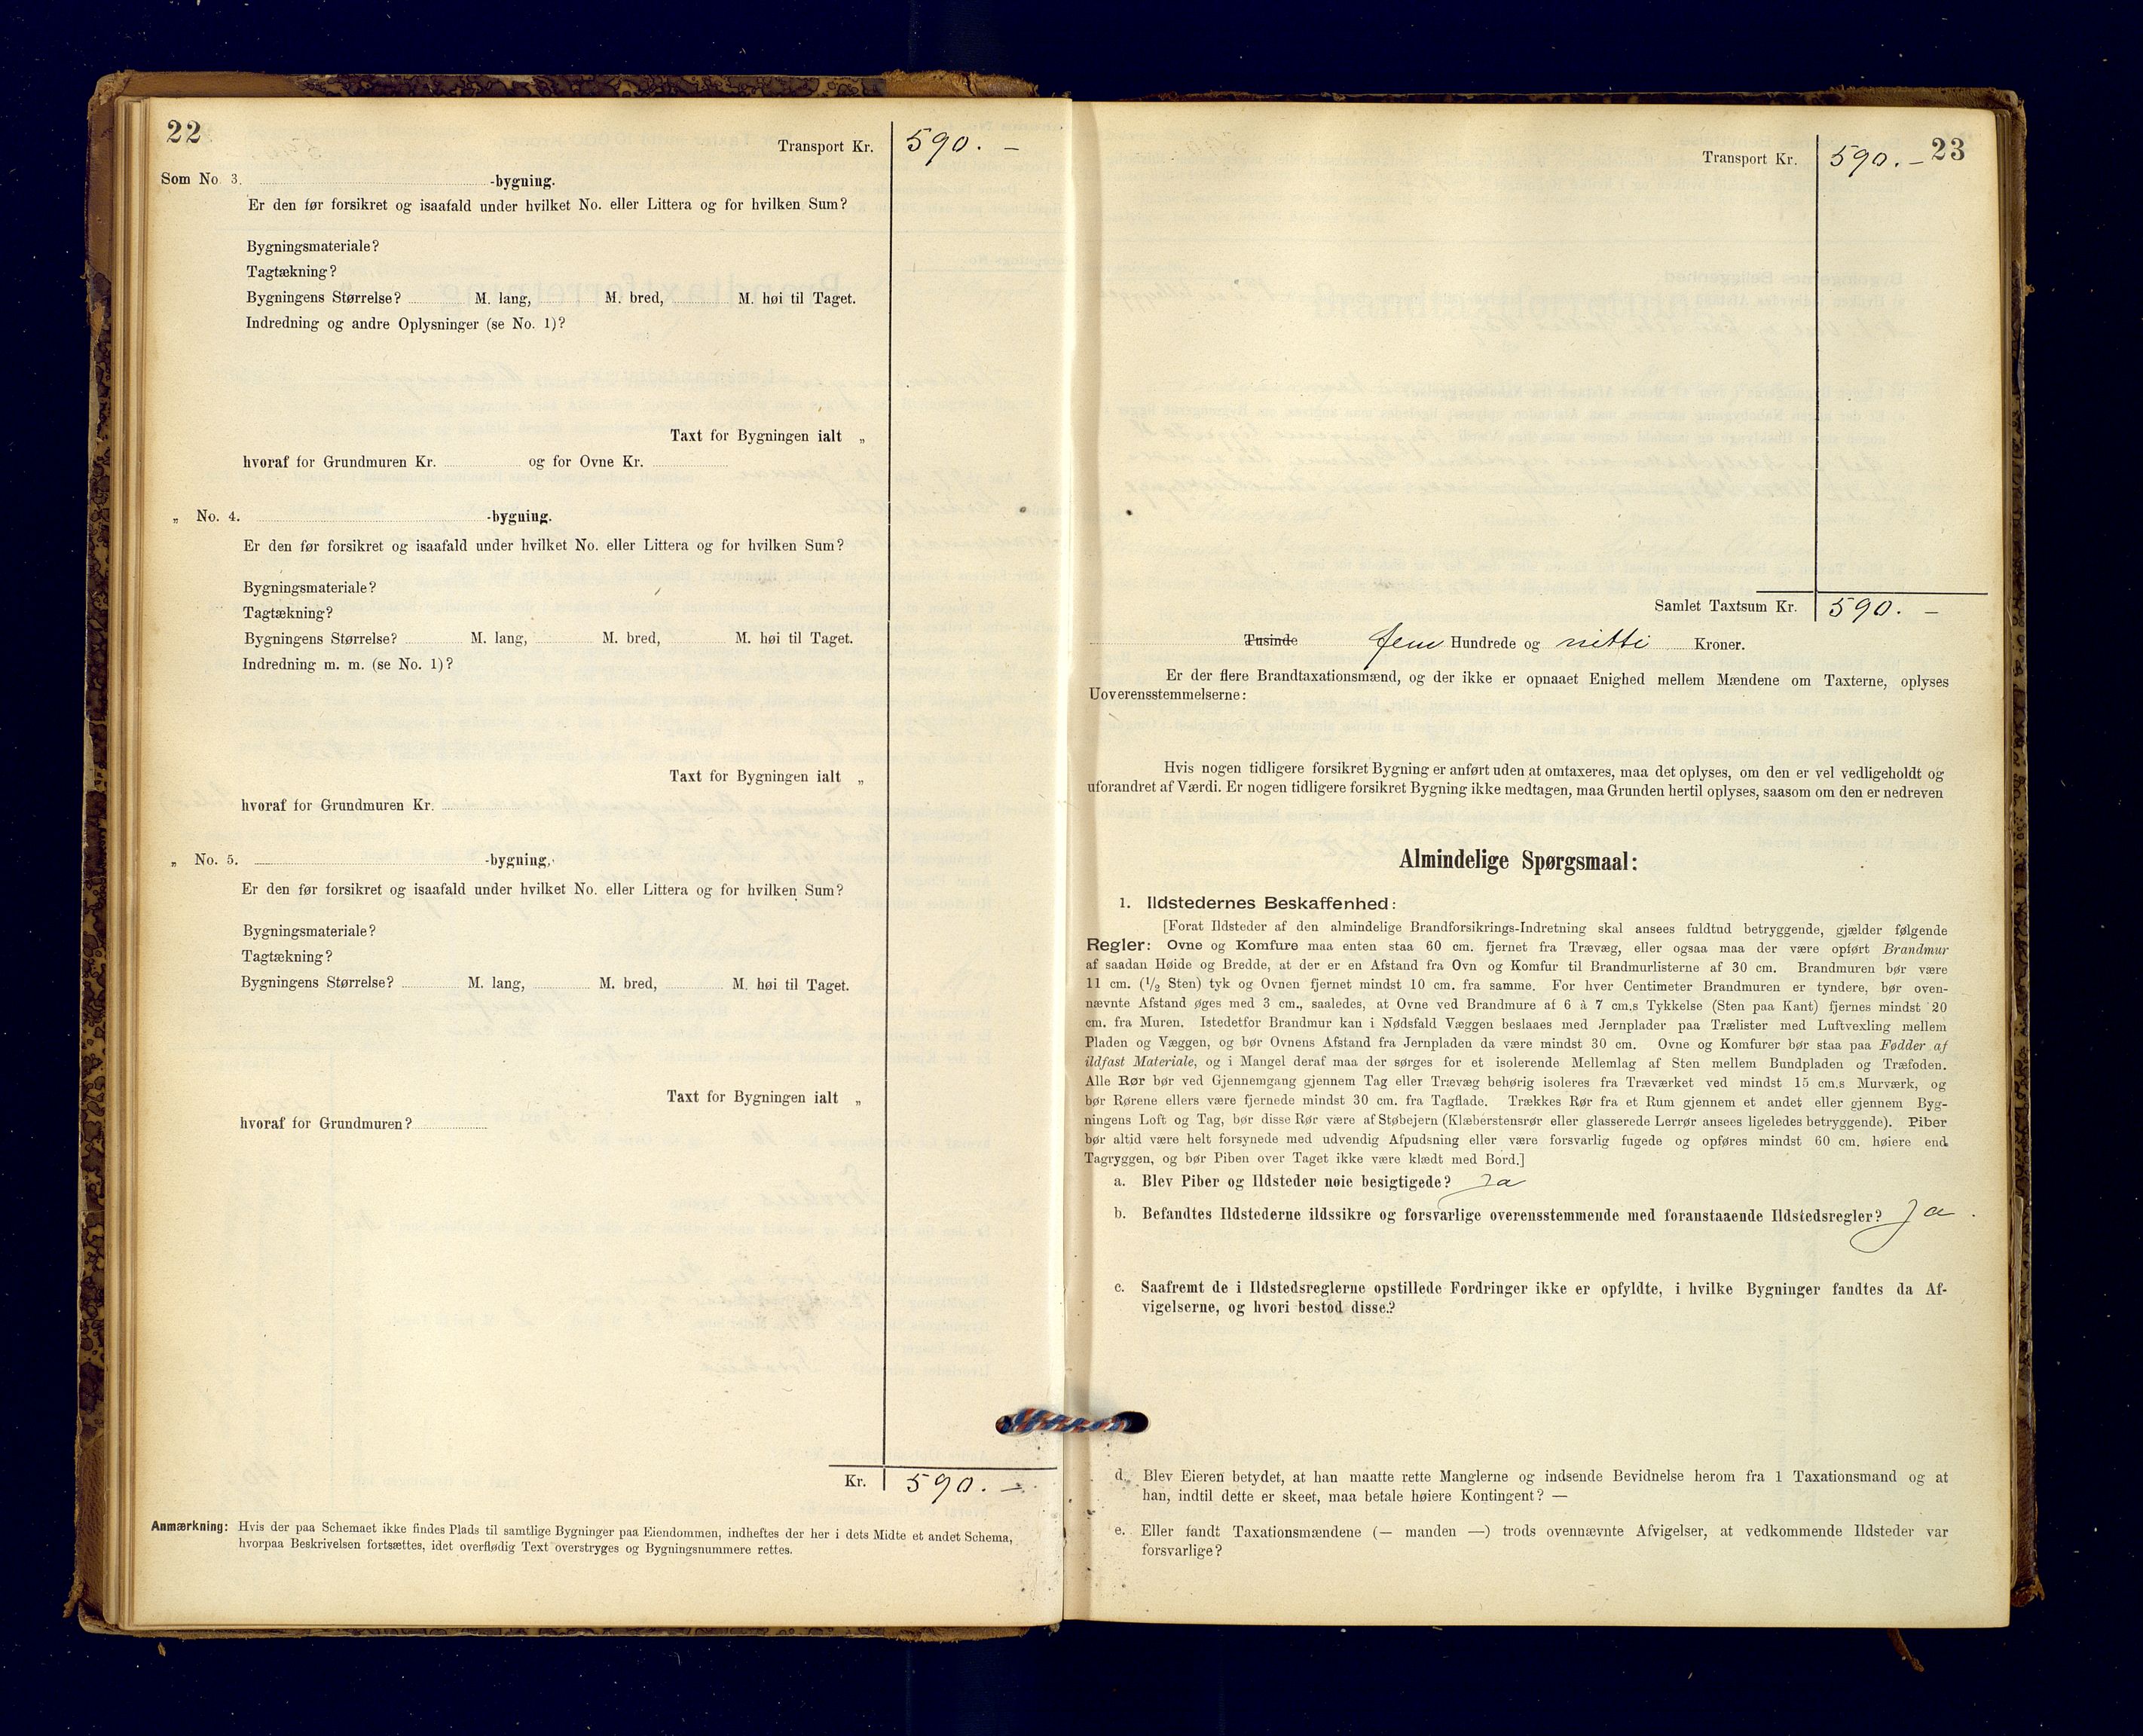 22
Transport Kr. 590. —
Som No. 3. -bygning.
Er den før forsikret og isaafald under hvilket No. eller Littera og for hvilken Sum?
Bygningsmateriale?
Tagtækning?
Bygningens Størrelse? M. lang, M. bred, M. høi til Taget.
Indredning og andre Oplysninger (se No. 1)?
Taxt for Bygningen ialt „
hvoraf for Grundmuren Kr. og for Ovne Kr.
„ No. 4. -bygning.
Er den før forsikret og isaafald under hvilket No. eller Littera og for hvilken Sum?
Bygningsmateriale?
Tagtækning?
Bygningens Størrelse? M. lang, M. bred, M. høi til Taget.
Indredning m. m. (se No. 1)?
Taxt for Bygningen ialt „
hvoraf for Grundmuren Kr.
„ No. 5. -bygning.
Er den før forsikret og isaafald under hvilket No. eller Littera og for hvilken Sum?
Bygningsmateriale?
Tagtækning?
Bygningens Størrelse? M. lang, M. bred, M. høi til Taget.
Taxt for Bygningen ialt „
hvoraf for Grundmuren?
Kr. 590. —
Anmærkning: Hvis der paa Schemaet ikke findes Plads til samtlige Bygninger paa Eiendommen, indheftes der her i dets Midte et andet Schema,
hvorpaa Beskrivelsen fortsættes, idet overflødig Text overstryges og Bygningsnummere rettes.
23
Transport Kr. 590. —
Samlet Taxtsum Kr. 590. —
Tusinde Fem Hundrede og nitti Kroner.
Er der flere Brandtaxationsmænd, og der ikke er opnaaet Enighed mellem Mændene om Taxterne, oplyses
Uoverensstemmelserne:
Hvis nogen tidligere forsikret Bygning er anført uden at omtaxeres, maa det oplyses, om den er vel vedligeholdt og
uforandret af Værdi. Er nogen tidligere forsikret Bygning ikke medtagen, maa Grunden hertil oplyses, saasom om den er nedreven
Almindelige Spørgsmaal:
1. Ildstedernes Beskaffenhed:
[Forat Ildsteder af den almindelige Brandforsikrings-Indretning skal ansees fuldtud betryggende, gjælder følgende
Regler: Ovne og Komfure maa enten staa 60 cm. fjernet fra Trævæg, eller ogsaa maa der være opført Brandmur
af saadan Høide og Bredde, at der er en Afstand fra Ovn og Komfur til Brandmurlisterne af 30 cm. Brandmuren bør være
11 cm. (1/2 Sten) tyk og Ovnen fjernet mindst 10 cm. fra samme. For hver Centimeter Brandmuren er tyndere, bør oven-
nævnte Afstand øges med 3 cm., saaledes, at Ovne ved Brandmure af 6 à 7 cm.s Tykkelse (Sten paa Kant) fjernes mindst 20
cm. fra Muren. Istedetfor Brandmur kan i Nødsfald Væggen beslaaes med Jernplader paa Trælister med Luftvexling mellem
Pladen og Væggen, og bør Ovnens Afstand fra Jernpladen da være mindst 30 cm. Ovne og Komfurer bør staa paa Fødder af
ildfast Materiale, og i Mangel deraf maa der sørges for et isolerende Mellemlag af Sten mellem Bundpladen og Træfoden.
Alle Rør bør ved Gjennemgang gjennem Tag eller Trævæg behørig isoleres fra Træværket ved mindst 15 cm.s Murværk, og
bør Rørene ellers være fjernede mindst 30 cm. fra Tagflade. Trækkes Rør fra et Rum gjennem et andet eller gjennem Byg-
ningens Loft og Tag, bør disse Rør være af Støbejern (Klæberstensrør eller glasserede Lerrør ansees ligeledes betryggende). Piber
bør altid være helt forsynede med udvendig Afpudsning eller være forsvarlig fugede og opføres mindst 60 cm. høiere end
Tagryggen, og bør Piben over Taget ikke være klædt med Bord.]
a. Blev Piber og Ildsteder nøie besigtigede? Ja
b. Befandtes Ildstederne ildssikre og forsvarlige overensstemmende med foranstaaende Ildstedsregler? Ja.
c. Saafremt de i Ildstedsreglerne opstillede Fordringer ikke er opfyldte, i hvilke Bygninger fandtes da Af-
vigelserne, og hvori bestod disse?
d. Blev Eieren betydet, at han maatte rette Manglerne og indsende Bevidnelse herom fra 1 Taxationsmand og at
han, indtil dette er skeet, maa betale høiere Kontingent? —
e. Eller fandt Taxationsmændene (— manden —) trods ovennævnte Afvigelser, at vedkommende Ildsteder var
forsvarlige?